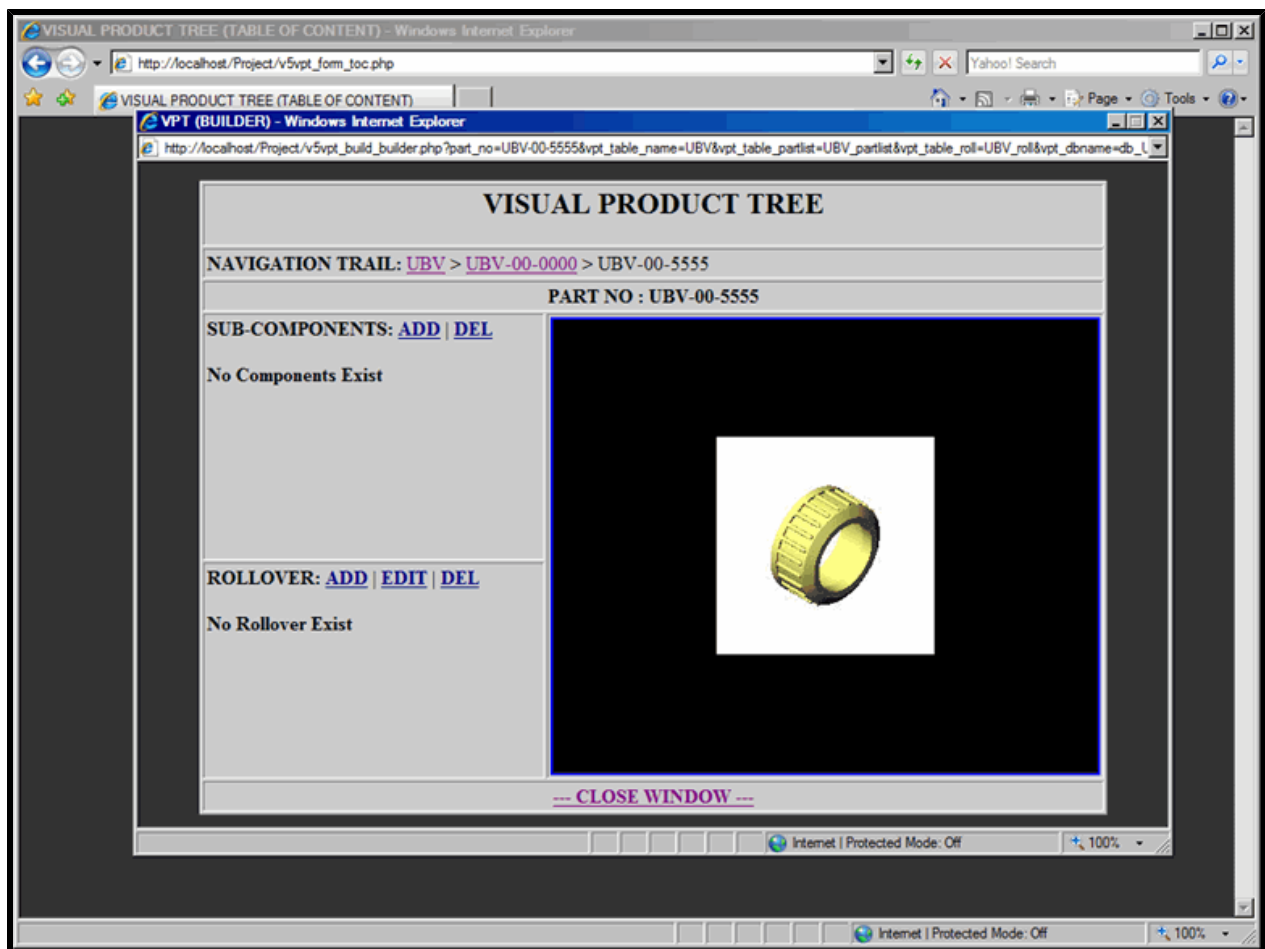 VISUAL PRODUCT TREE (TABLE OF CONTENT) - Windows Internet Explorer
http://localhost/Project/v5vpt_form_toc.php
Yahoo! Search
VISUAL PRODUCT TREE (TABLE OF CONTENT)
Page
Tools
VPT (BUILDER) - Windows Internet Explorer
http://localhost/Project/v5vpt_build_builder.php?part_no=UBV-00-5555&vpt_table_name=UBV&vpt_table_partlist=UBV_partlist&vpt_table_roll=UBV_roll&vpt_dbname=db_U
VISUAL PRODUCT TREE
NAVIGATION TRAIL: UBV > UBV-00-0000 > UBV-00-5555
PART NO : UBV-00-5555
SUB-COMPONENTS: ADD | DEL
No Components Exist
ROLLOVER: ADD | EDIT | DEL
No Rollover Exist
--- CLOSE WINDOW ---
Internet | Protected Mode: Off
100%
Internet | Protected Mode: Off
100%